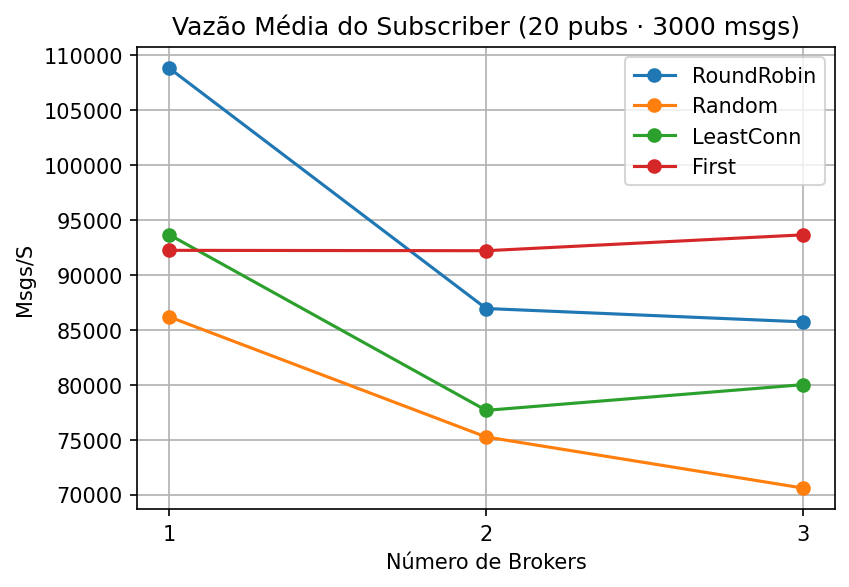 Vazão Média do Subscriber (20 pubs · 3000 msgs)
110000
105000
100000
95000
90000
85000
80000
75000
70000
Msgs/S
RoundRobin
Random
LeastConn
First
1
2
3
Número de Brokers